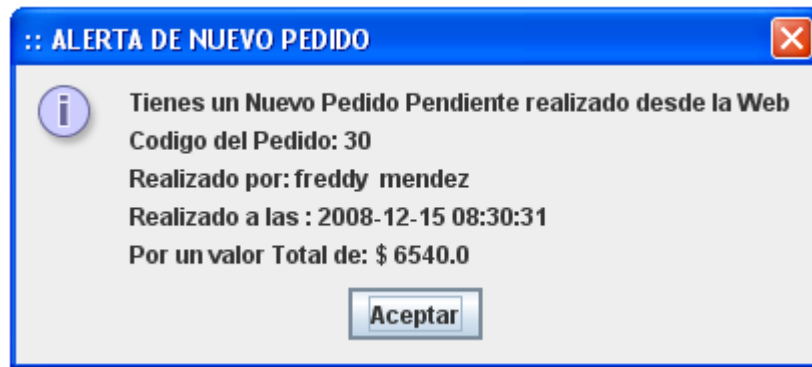 :: ALERTA DE NUEVO PEDIDO
Tienes un Nuevo Pedido Pendiente realizado desde la Web
Codigo del Pedido: 30
Realizado por: freddy mendez
Realizado a las : 2008-12-15 08:30:31
Por un valor Total de: $ 6540.0
Aceptar